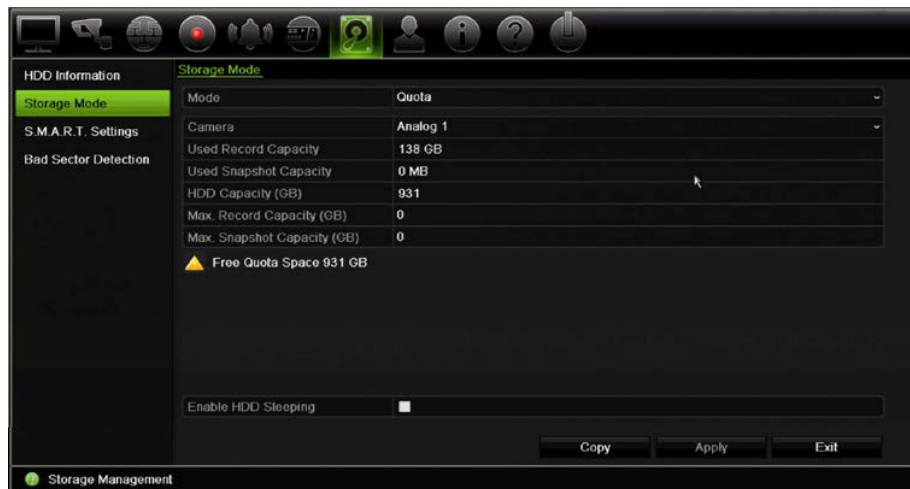 HDD Information
Storage Mode
S.M.A.R.T. Settings
Bad Sector Detection
Storage Mode
Mode Quota
Camera Analog 1
Used Record Capacity 138 GB
Used Snapshot Capacity 0 MB
HDD Capacity (GB) 931
Max. Record Capacity (GB) 0
Max. Snapshot Capacity (GB) 0
Free Quota Space 931 GB
Enable HDD Sleeping
Copy Apply Exit
Storage Management